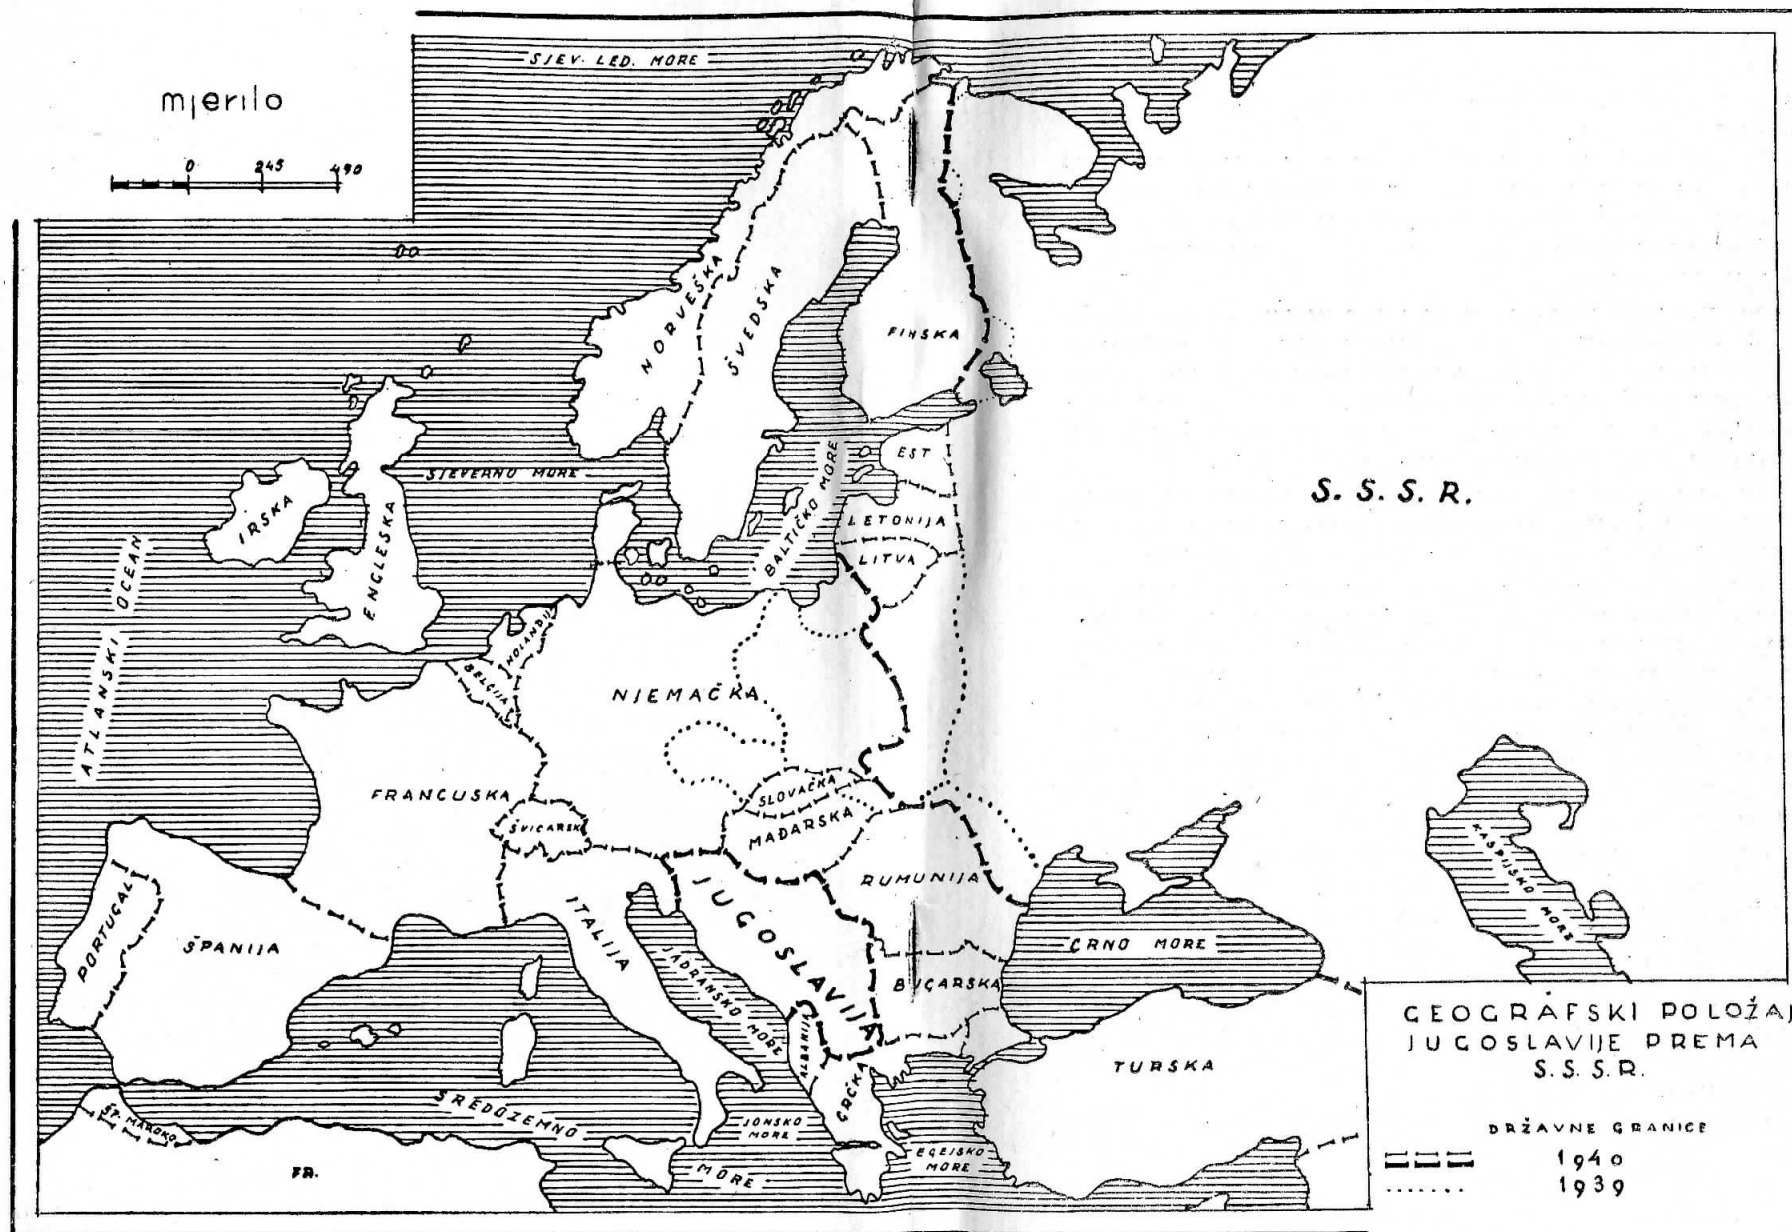 SJEV. LED. MORE
mjerilo
0 245 490
NORVEŠKA
ŠVEDSKA
FINSKA
SJEVERNO MORE
BALTIČKO MORE
EST
S. S. S. R.
IRSKA
ENGLESKA
LETONIJA
LITVA
ATLANSKI OCEAN
HOLANDIJ
BELGIJA
NJEMAČKA
FRANCUSKA
SLOVAČKA
MAĐARSKA
ŠVICARSK
KASPIJSKO MORE
RUMUNIJA
JUGOSLAVIJA
ITALIJA
PORTUGAL
ŠPANIJA
JADRANSKO MORE
CRNO MORE
BUGARSKA
ALBANIJA
GRČKA
TURSKA
GEOGRAFSKI POLOŽAJ
JUGOSLAVIJE PREMA
S. S. S. R.
ŠP. MAROKO
SREDOZEMNO
MORE
JONSKO
MORE
EGEJSKO
MORE
FR.
DRŽAVNE GRANICE
1940
1939